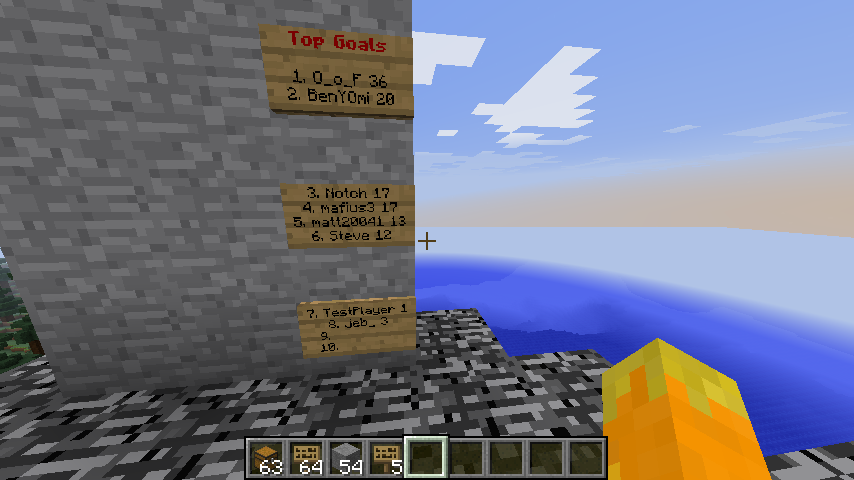 Top Goals
1. O_o_F 36
2. BenYOmi 20
3. Notch 17
4. mafius3 17
5. matt20041 13
6. Steve 12
7. TestPlayer 1
8. jeb_ 3
9.
10.
63 64 54 5